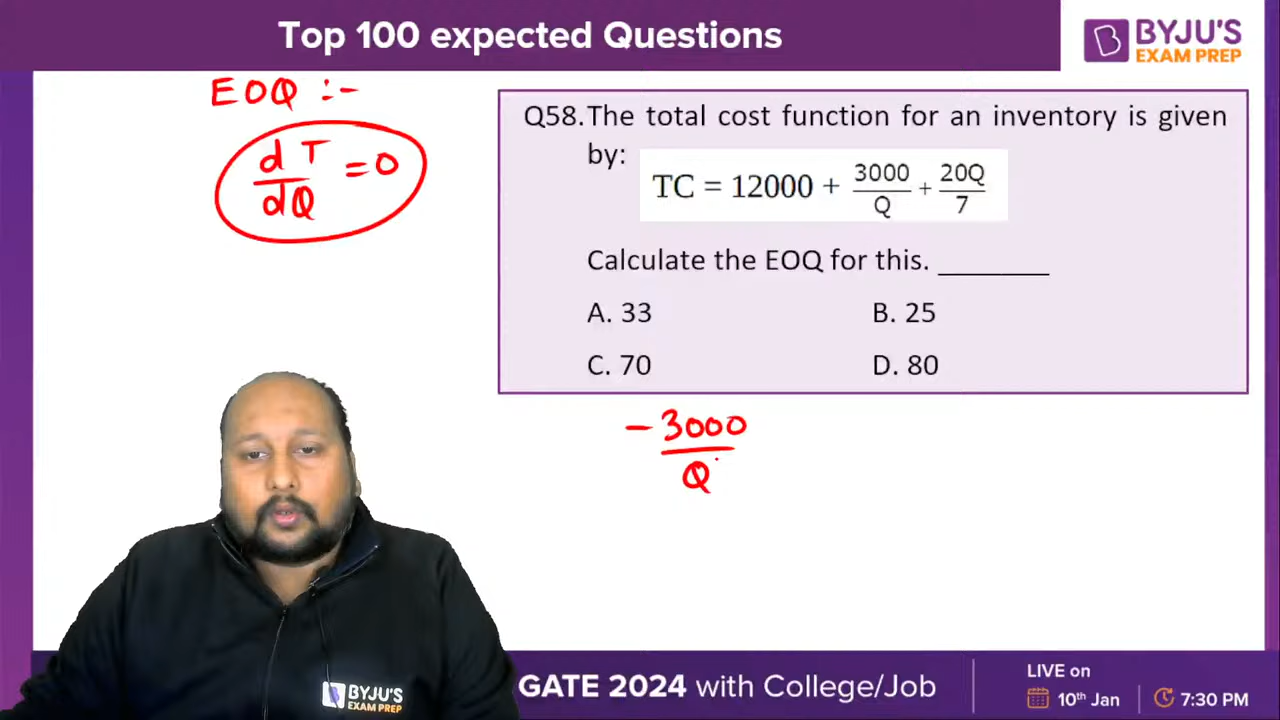 Top 100 expected Questions
BYJU'S
EXAM PREP
EOQ :-
dT/dQ = 0
Q58.The total cost function for an inventory is given
by:
TC = 12000 + 3000/Q + 20Q/7
Calculate the EOQ for this. _______
A. 33
B. 25
C. 70
D. 80
-3000/Q
BYJU'S
EXAM PREP
GATE 2024 with College/Job
LIVE on
10th Jan
7:30 PM